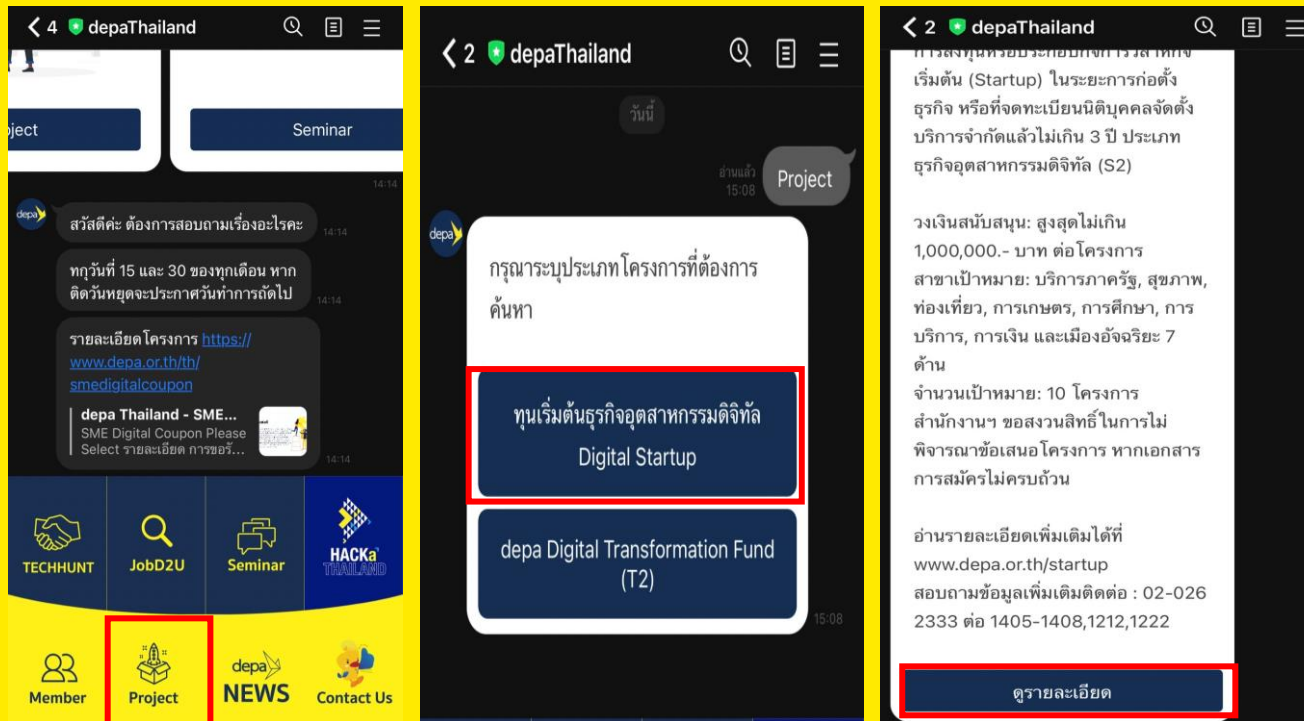 4 depaThailand
oject
Seminar
14:14
depa
สวัสดีค่ะ ต้องการสอบถามเรื่องอะไรคะ
14:14
ทกุวันที่ 15 และ 30 ของทุกเดือน หาก
ติดวันหยุดจะประกาศวันทำการถัดไป
14:14
รายละเอียดโครงการ https://
www.depa.or.th/th/
smedigitalcoupon
depa Thailand - SME...
SME Digital Coupon Please
Select รายละเอียด การขอรั...
14:14
TECHHUNT
JobD2U
Seminar
HACKa
THAILAND
Member
Project
depa
NEWS
Contact Us
2 depaThailand
วันนี้
อ่านแล้ว
15:08
Project
depa
กรุณาระบุประเภทโครงการที่ต้องการ
ค้นหา
ทุนเริ่มต้นธุรกิจอุตสาหกรรมดิจิทัล
Digital Startup
depa Digital Transformation Fund
(T2)
15:08
2 depaThailand
การลงทุนหรือประกอบกิจการวิสาหกิจ
เริ่มต้น (Startup) ในระยะการก่อตั้ง
ธุรกิจ หรือที่จดทะเบียนนิติบุคคลจัดตั้ง
บริการจำกัดแล้วไม่เกิน 3 ปี ประเภท
ธุรกิจอุตสาหกรรมดิจิทัล (S2)
วงเงินสนับสนุน: สูงสุดไม่เกิน
1,000,000.- บาท ต่อโครงการ
สาขาเป้าหมาย: บริการภาครัฐ, สุขภาพ,
ท่องเที่ยว, การเกษตร, การศึกษา, การ
บริการ, การเงิน และเมืองอัจฉริยะ 7
ด้าน
จำนวนเป้าหมาย: 10 โครงการ
สำนักงานฯ ขอสงวนสิทธิ์ในการไม่
พิจารณาข้อเสนอโครงการ หากเอกสาร
การสมัครไม่ครบถ้วน
อ่านรายละเอียดเพิ่มเติมได้ที่
www.depa.or.th/startup
สอบถามข้อมูลเพิ่มเติมติดต่อ : 02-026
2333 ต่อ 1405-1408,1212,1222
ดูรายละเอียด